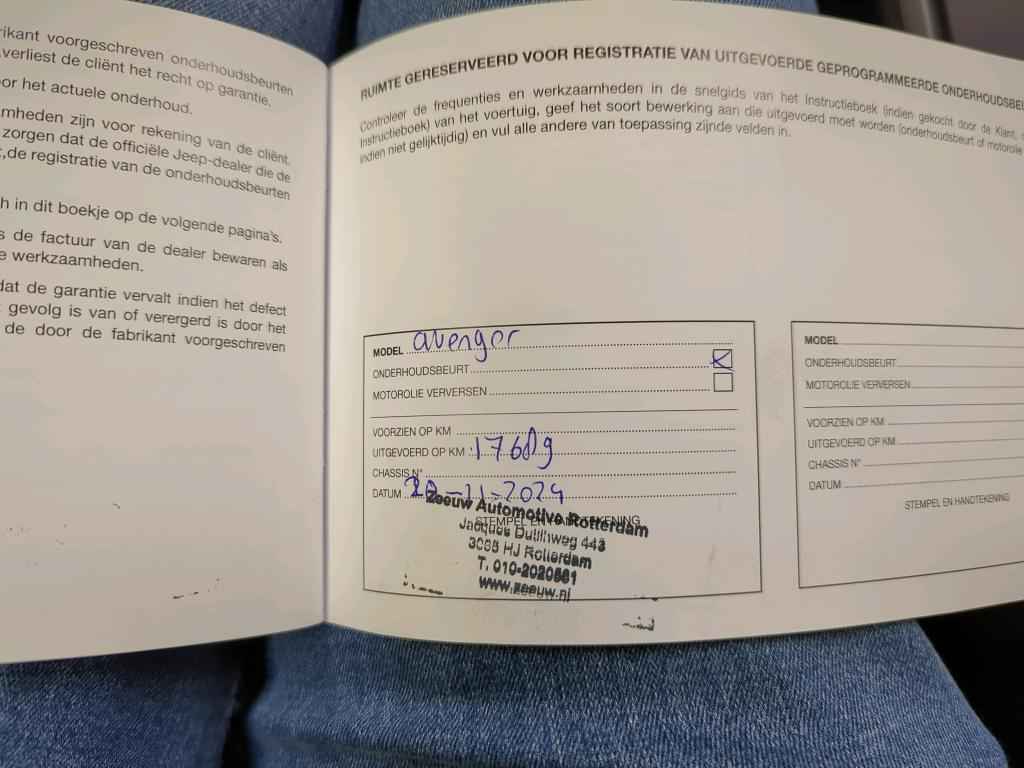 rikant voorgeschreven onderhoudsbeurten
verliest de cliënt het recht op garantie.
or het actuele onderhoud.
mheden zijn voor rekening van de cliënt.
zorgen dat de officiële Jeep-dealer die de
de registratie van de onderhoudsbeurten
h in dit boekje op de volgende pagina's.
s de factuur van de dealer bewaren als
e werkzaamheden.
dat de garantie vervalt indien het defect
gevolg is van of verergerd is door het
de door de fabrikant voorgeschreven
RUIMTE GERESERVEERD VOOR REGISTRATIE VAN UITGEVOERDE GEPROGRAMMEERDE ONDERHOUDSBE
Controleer de frequenties en werkzaamheden in de snelgids van het Instructieboek (indien gekocht door de Klant,
Instructieboek) van het voertuig, geef het soort bewerking aan die uitgevoerd moet worden (onderhoudsbeurt of motorolie
indien niet gelijktijdig) en vul alle andere van toepassing zijnde velden in.
MODEL avenger
ONDERHOUDSBEURT
MOTOROLIE VERVERSEN
VOORZIEN OP KM
UITGEVOERD OP KM
CHASSIS N°
DATUM 20-11-2024
STEMPEL EN HANDTEKENING
Zeeuw Automotive Rotterdam
443
HJ Rotterdam
T. 010-2020
www.zeeuw.nl
MODEL
ONDERHOUDSBEURT
MOTOROLIE VERVERSEN
VOORZIEN OP KM
UITGEVOERD OP KM
CHASSIS N°
DATUM
STEMPEL EN HANDTEKENING